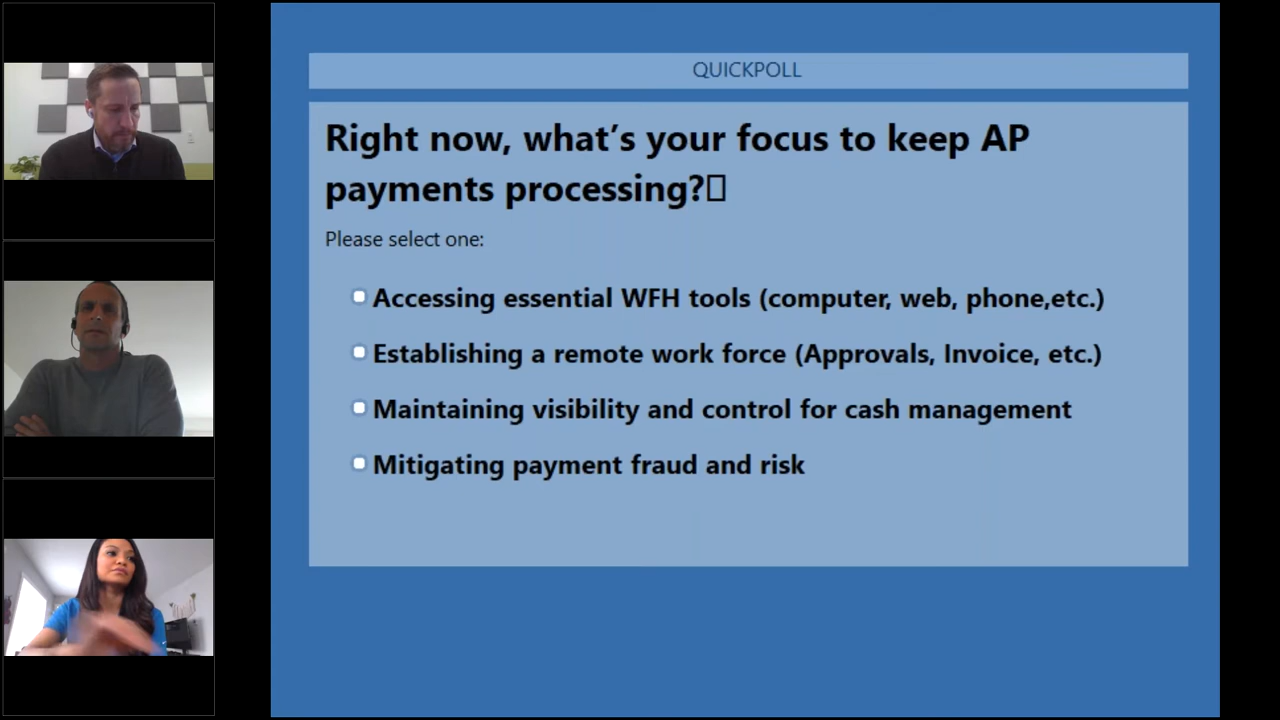 QUICKPOLL
Right now, what’s your focus to keep AP
payments processing?
Please select one:
Accessing essential WFH tools (computer, web, phone,etc.)
Establishing a remote work force (Approvals, Invoice, etc.)
Maintaining visibility and control for cash management
Mitigating payment fraud and risk